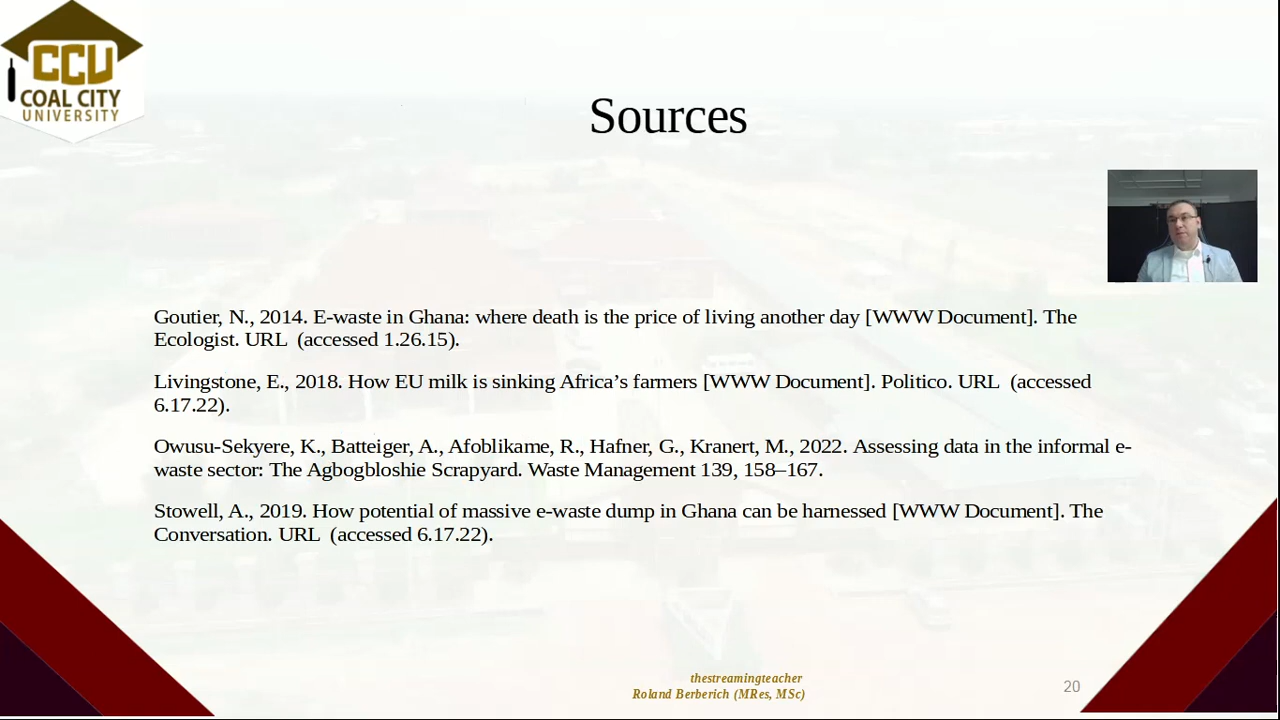 CCU
COAL CITY
UNIVERSITY
Sources
Goutier, N., 2014. E-waste in Ghana: where death is the price of living another day [WWW Document]. The
Ecologist. URL  (accessed 1.26.15).
Livingstone, E., 2018. How EU milk is sinking Africa’s farmers [WWW Document]. Politico. URL  (accessed
6.17.22).
Owusu-Sekyere, K., Batteiger, A., Afoblikame, R., Hafner, G., Kranert, M., 2022. Assessing data in the informal e-
waste sector: The Agbogbloshie Scrapyard. Waste Management 139, 158–167.
Stowell, A., 2019. How potential of massive e-waste dump in Ghana can be harnessed [WWW Document]. The
Conversation. URL  (accessed 6.17.22).
thestreamingteacher
Roland Berberich (MRes, MSc)
20